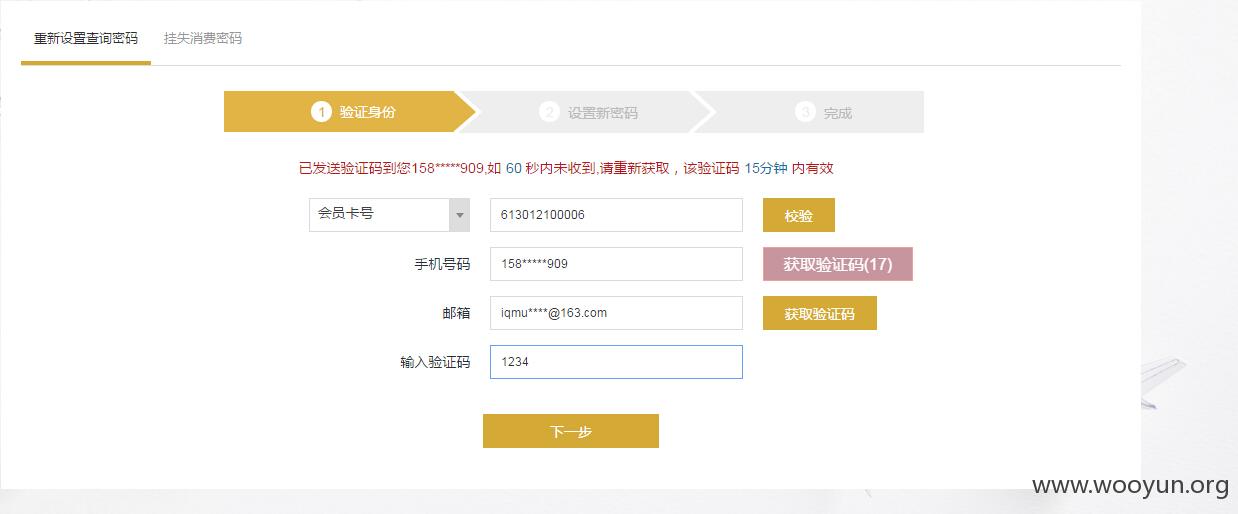 重新设置查询密码 挂失消费密码
1 验证身份 2 设置新密码 3 完成
已发送验证码到您158*****909,如 60 秒内未收到,请重新获取，该验证码 15分钟 内有效
会员卡号 613012100006 校验
手机号码 158*****909 获取验证码(17)
邮箱 iqmu****@163.com 获取验证码
输入验证码 1234
下一步
www.wooyun.org